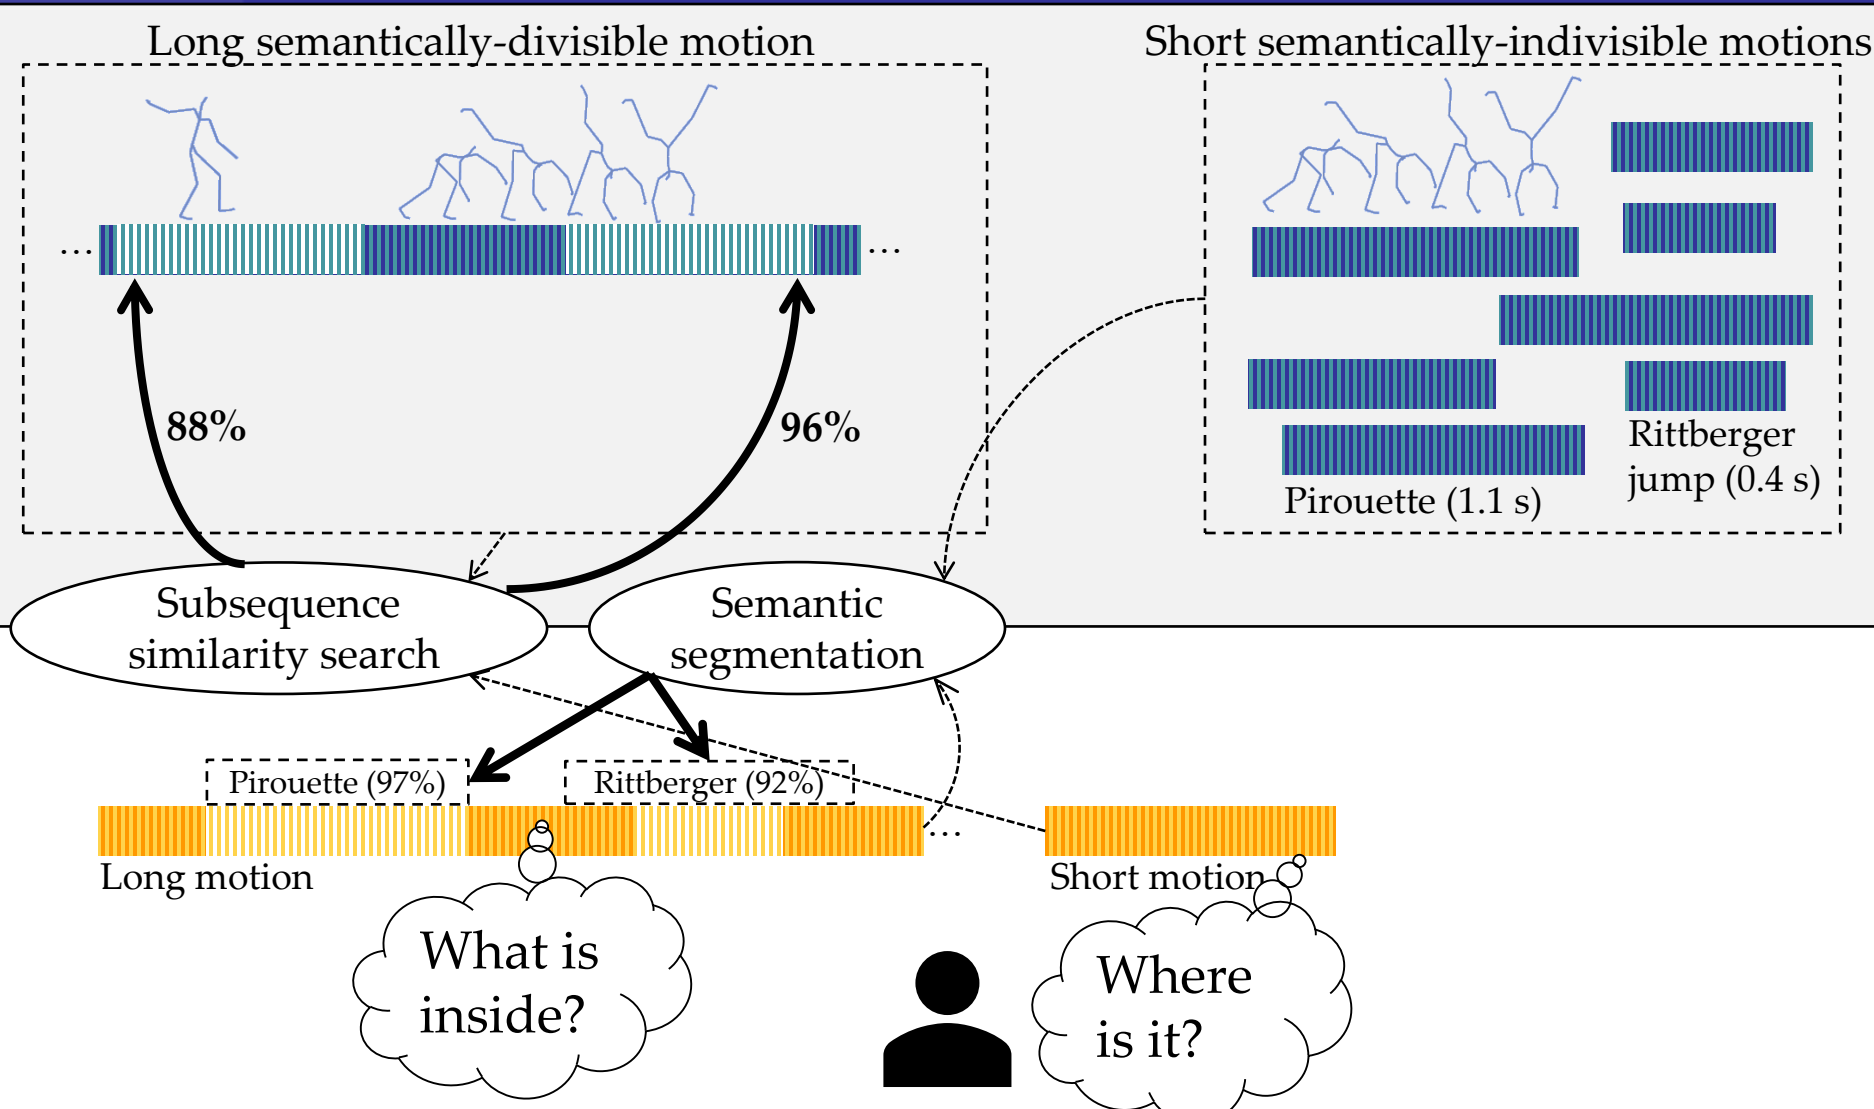 Long semantically-divisible motion
Short semantically-indivisible motions
...
...
88%
96%
Rittberger
jump (0.4 s)
Pirouette (1.1 s)
Subsequence
similarity search
Semantic
segmentation
Pirouette (97%)
Rittberger (92%)
...
Long motion
Short motion
What is
inside?
Where
is it?